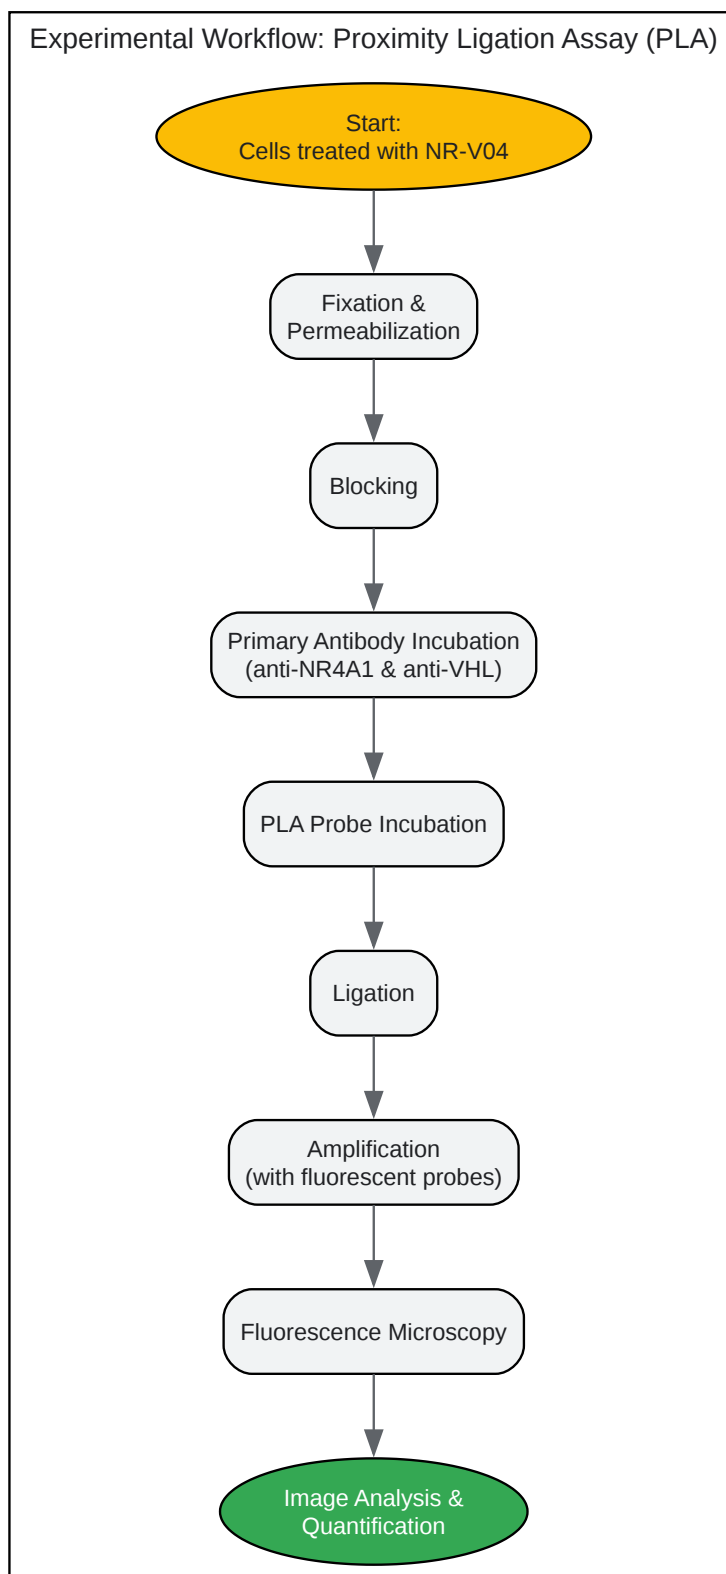 Experimental Workflow: Proximity Ligation Assay (PLA)
Start:
Cells treated with NR-V04
Fixation &
Permeabilization
Blocking
Primary Antibody Incubation
(anti-NR4A1 & anti-VHL)
PLA Probe Incubation
Ligation
Amplification
(with fluorescent probes)
Fluorescence Microscopy
Image Analysis &
Quantification